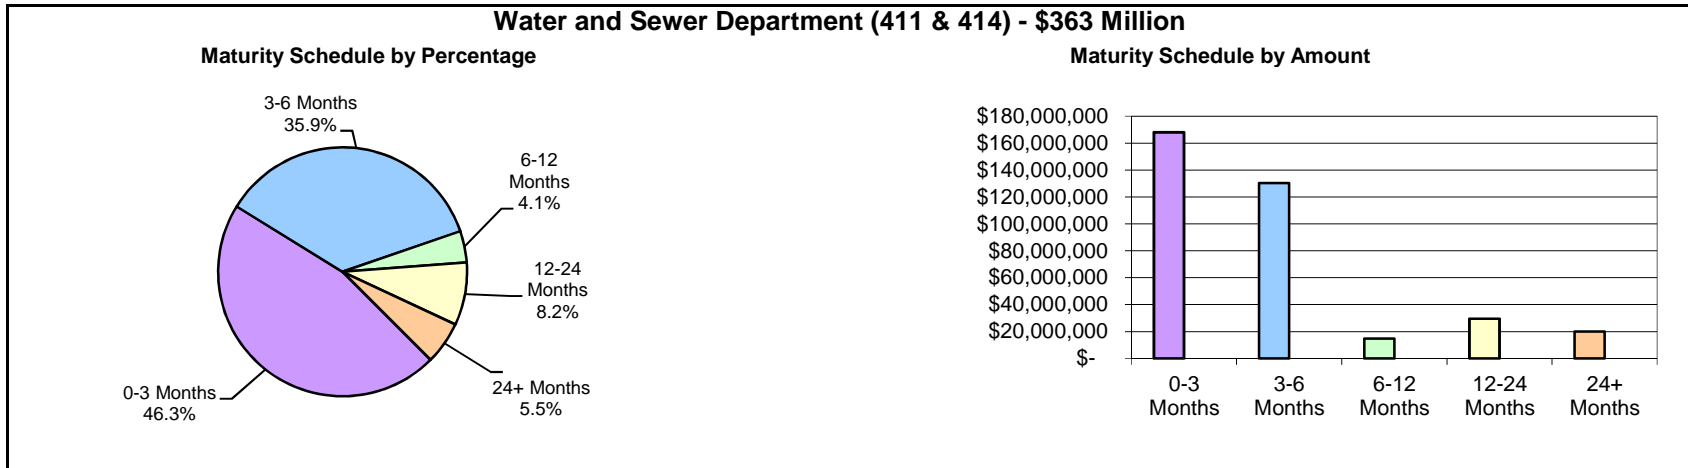 Water and Sewer Department (411 & 414) - $363 Million
Maturity Schedule by Percentage
3-6 Months
35.9%
6-12
Months
4.1%
12-24
Months
8.2%
24+ Months
5.5%
0-3 Months
46.3%
Maturity Schedule by Amount
$180,000,000
$160,000,000
$140,000,000
$120,000,000
$100,000,000
$80,000,000
$60,000,000
$40,000,000
$20,000,000
$-
0-3
Months
3-6
Months
6-12
Months
12-24
Months
24+
Months